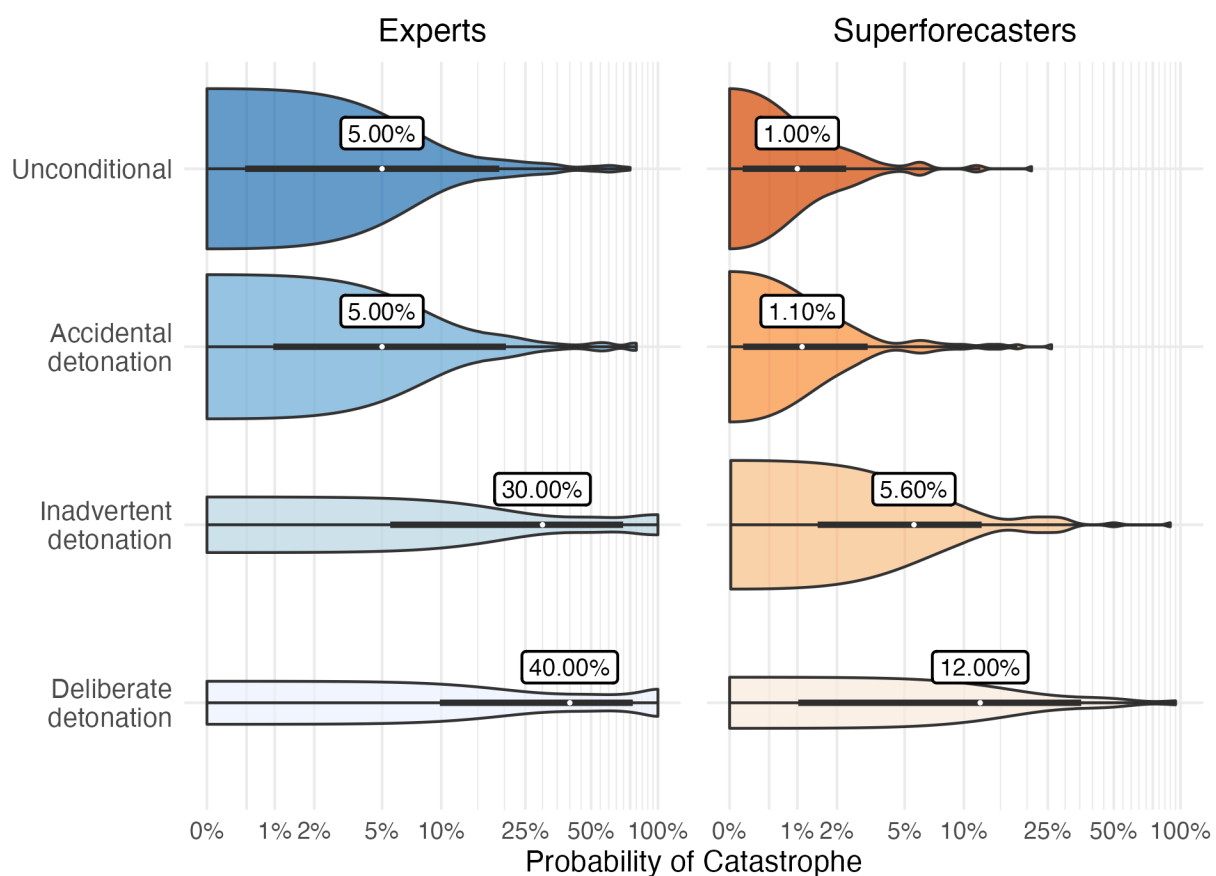 Experts
Superforecasters
Unconditional
5.00%
1.00%
Accidental
detonation
5.00%
1.10%
Inadvertent
detonation
30.00%
5.60%
Deliberate
detonation
40.00%
12.00%
0% 1% 2% 5% 10% 25% 50% 100%
0% 1% 2% 5% 10% 25% 50% 100%
Probability of Catastrophe